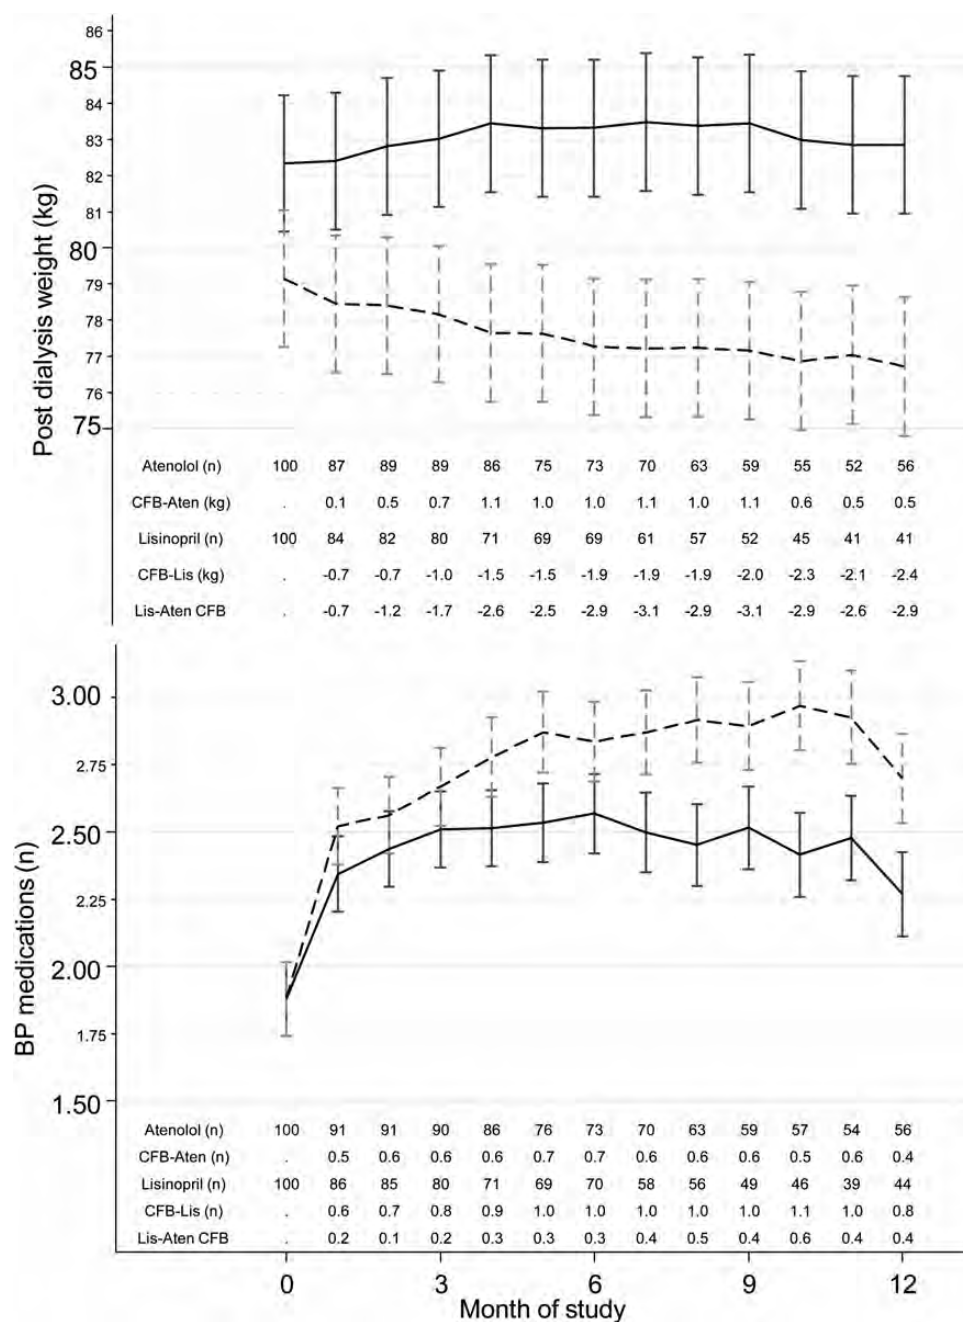 86
85
84
83
82
81
80
79
78
77
76
75
Post dialysis weight (kg)
Atenolol (n) 100 87 89 89 86 75 73 70 63 59 55 52 56
CFB-Aten (kg) . 0.1 0.5 0.7 1.1 1.0 1.0 1.1 1.0 1.1 0.6 0.5 0.5
Lisinopril (n) 100 84 82 80 71 69 69 61 57 52 45 41 41
CFB-Lis (kg) . -0.7 -0.7 -1.0 -1.5 -1.5 -1.9 -1.9 -1.9 -2.0 -2.3 -2.1 -2.4
Lis-Aten CFB . -0.7 -1.2 -1.7 -2.6 -2.5 -2.9 -3.1 -2.9 -3.1 -2.9 -2.6 -2.9
3.00
2.75
2.50
2.25
2.00
1.75
1.50
BP medications (n)
Atenolol (n) 100 91 91 90 86 76 73 70 63 59 57 54 56
CFB-Aten (n) . 0.5 0.6 0.6 0.6 0.7 0.7 0.6 0.6 0.6 0.5 0.6 0.4
Lisinopril (n) 100 86 85 80 71 69 70 58 56 49 46 39 44
CFB-Lis (n) . 0.6 0.7 0.8 0.9 1.0 1.0 1.0 1.0 1.0 1.1 1.0 0.8
Lis-Aten CFB . 0.2 0.1 0.2 0.3 0.3 0.3 0.4 0.5 0.4 0.6 0.4 0.4
0 3 6 9 12
Month of study